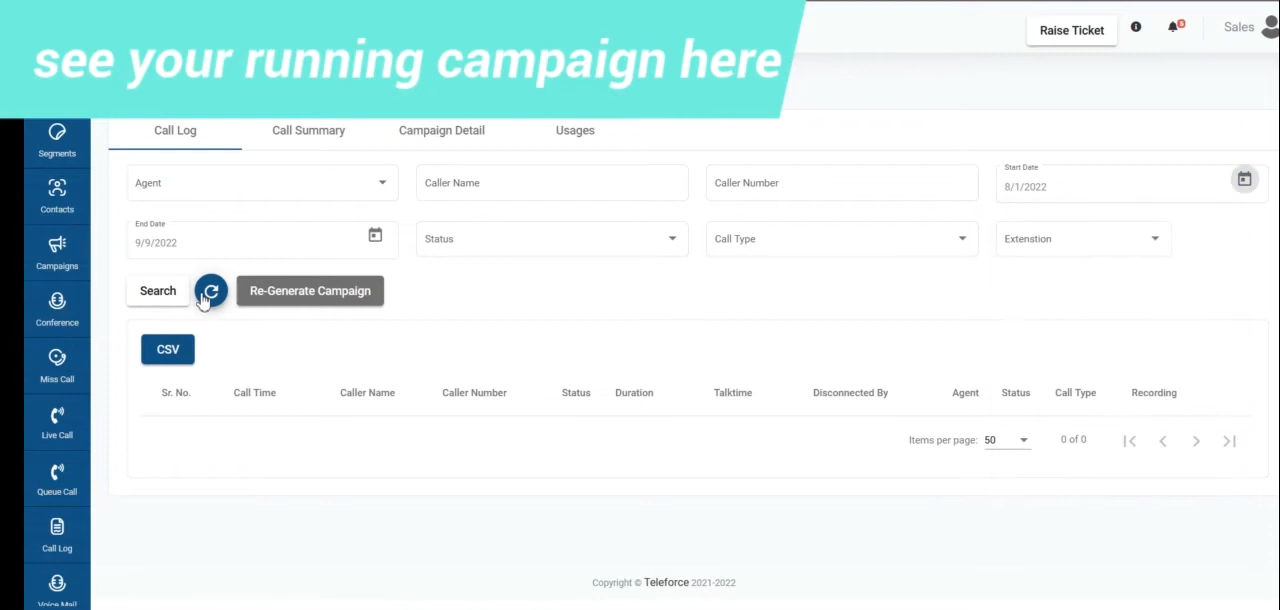 see your running campaign here
Raise Ticket
5
Sales
Segments
Contacts
Campaigns
Conference
Miss Call
Live Call
Queue Call
Call Log
Voice Mail
Call Log Call Summary Campaign Detail Usages
Agent Caller Name Caller Number Start Date
8/1/2022
End Date
9/9/2022 Status Call Type Extenstion
Search Re-Generate Campaign
CSV
Sr. No. Call Time Caller Name Caller Number Status Duration Talktime Disconnected By Agent Status Call Type Recording
Items per page: 50 0 of 0
Copyright © Teleforce 2021-2022